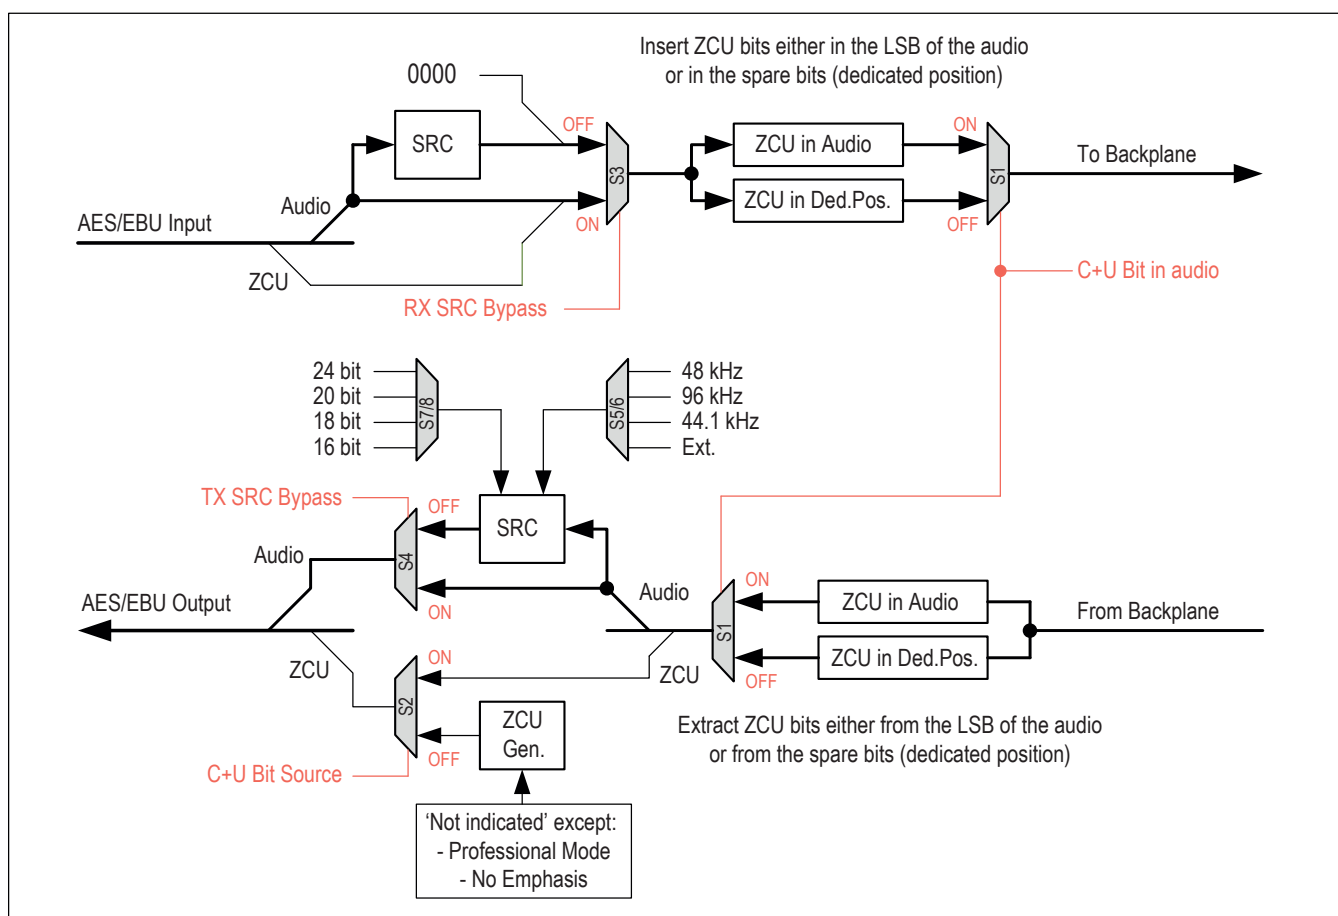 Insert ZCU bits either in the LSB of the audio
or in the spare bits (dedicated position)
0000
OFF
SRC
S3
ZCU in Audio
ON
S1
To Backplane
Audio
ZCU in Ded.Pos.
AES/EBU Input
ON
OFF
ZCU
C+U Bit in audio
RX SRC Bypass
24 bit
20 bit
18 bit
16 bit
S7/8
S5/6
48 kHz
96 kHz
44.1 kHz
Ext.
TX SRC Bypass
OFF
SRC
Audio
S4
ON
Audio
S1
ON
ZCU in Audio
AES/EBU Output
From Backplane
ZCU in Ded.Pos.
OFF
ZCU
ON
ZCU
S2
ZCU
Gen.
OFF
C+U Bit Source
Extract ZCU bits either from the LSB of the audio
or from the spare bits (dedicated position)
‘Not indicated’ except:
- Professional Mode
- No Emphasis